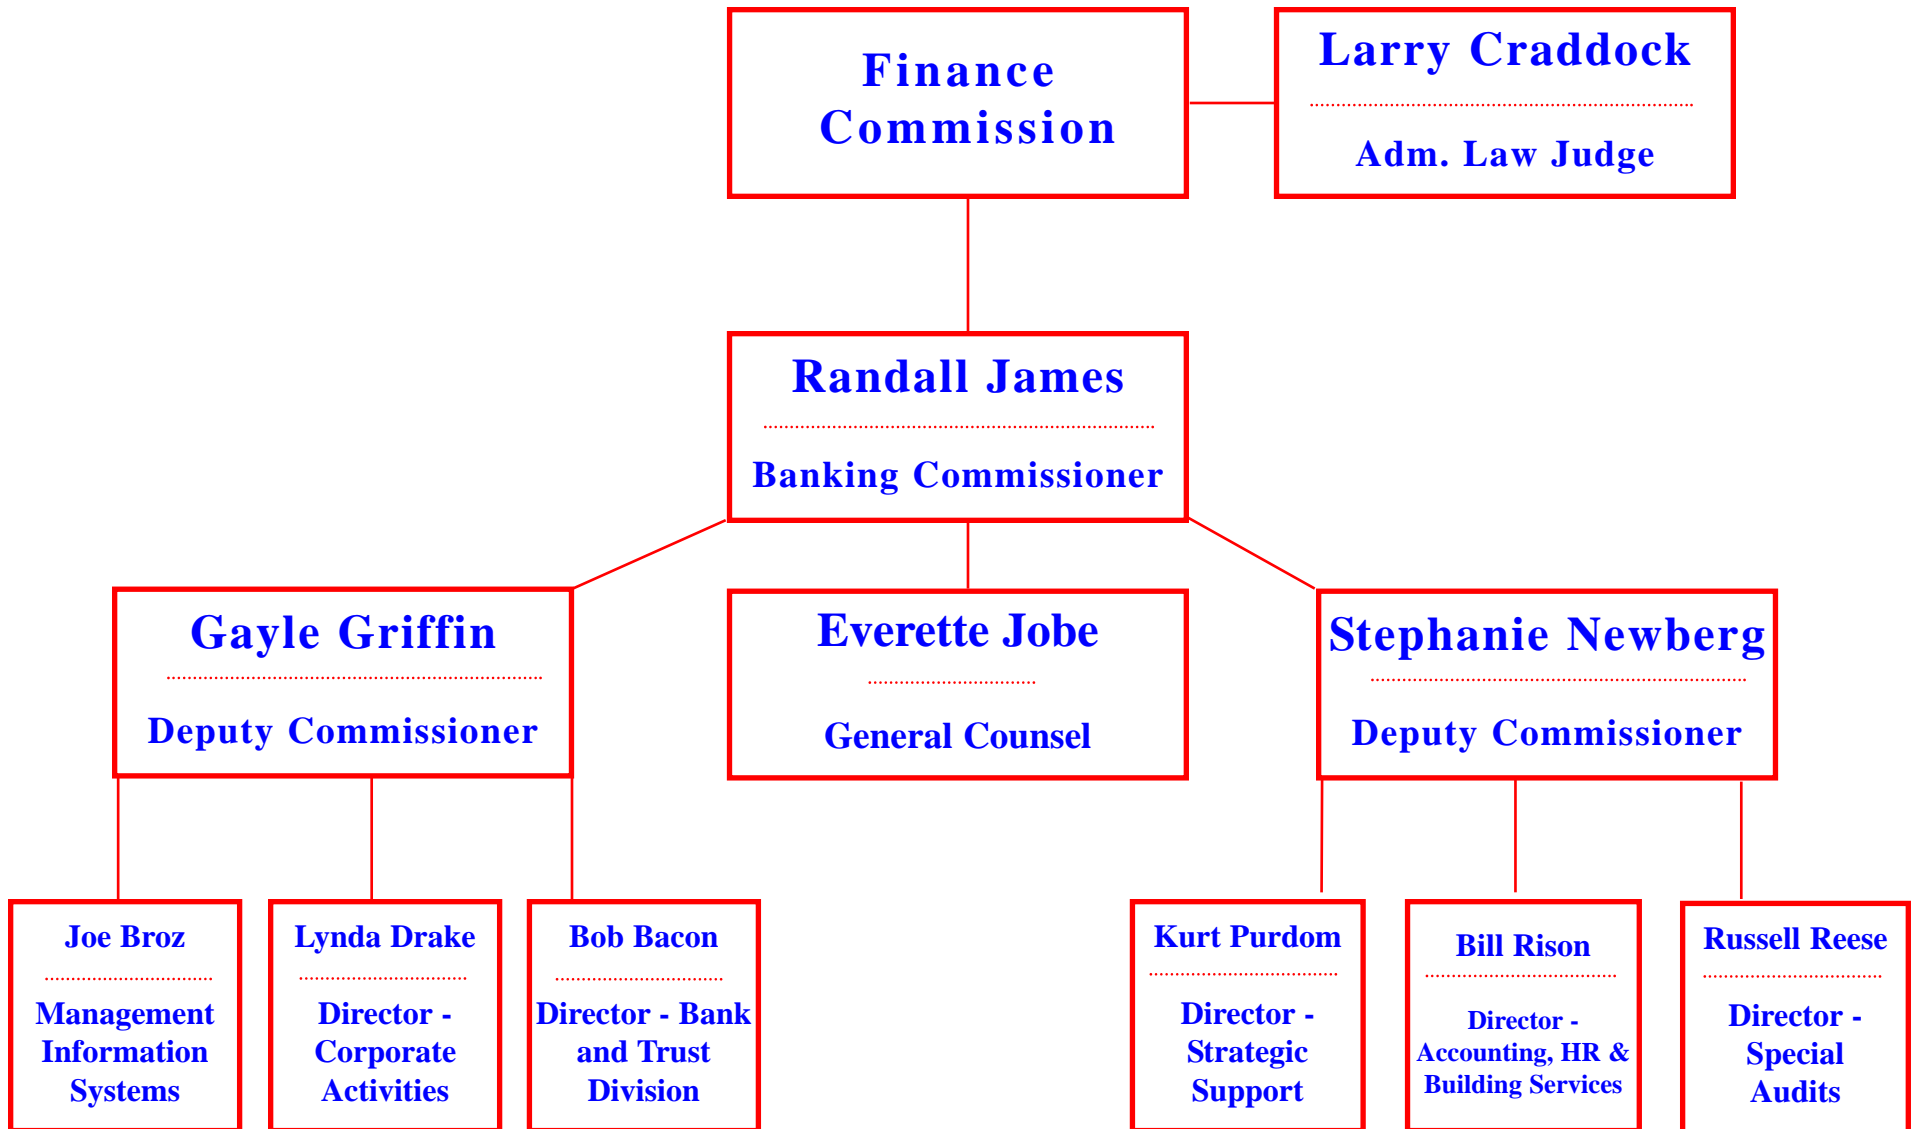 Finance
Commission
Larry Craddock
Adm. Law Judge
Randall James
Banking Commissioner
Gayle Griffin
Deputy Commissioner
Everette Jobe
General Counsel
Stephanie Newberg
Deputy Commissioner
Joe Broz
Management
Information
Systems
Lynda Drake
Director -
Corporate
Activities
Bob Bacon
Director - Bank
and Trust
Division
Kurt Purdom
Director -
Strategic
Support
Bill Rison
Director -
Accounting, HR &
Building Services
Russell Reese
Director -
Special
Audits